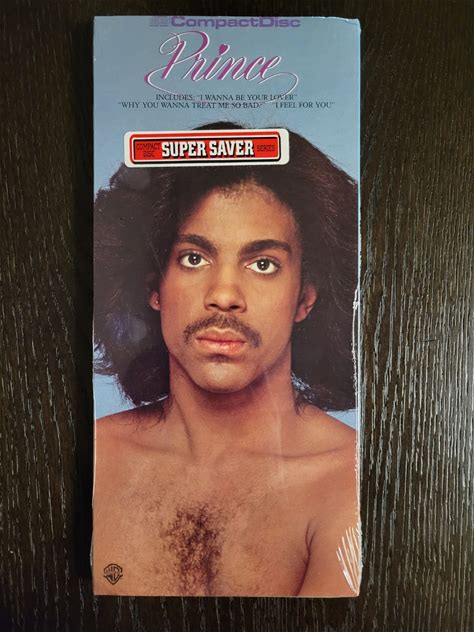 CompactDisc
Prince
INCLUDES: "I WANNA BE YOUR LOVER"
"WHY YOU WANNA TREAT ME SO BAD?" "I FEEL FOR YOU"
COMPACT DISC SUPER SAVER SERIES